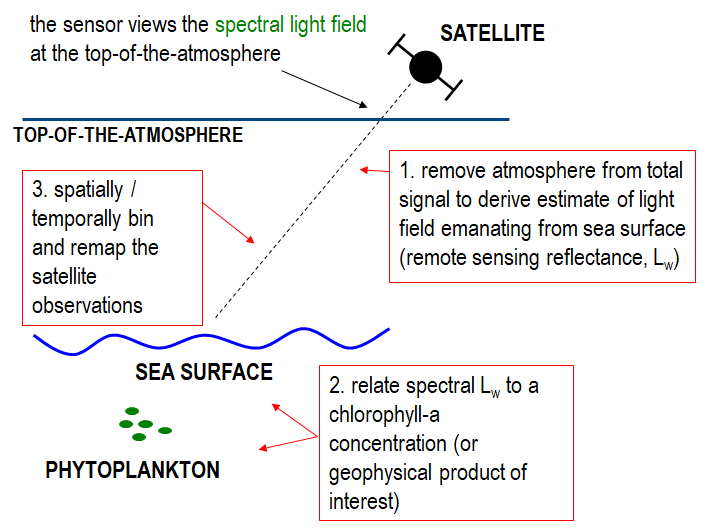 the sensor views the spectral light field
at the top-of-the-atmosphere
SATELLITE
TOP-OF-THE-ATMOSPHERE
1. remove atmosphere from total
signal to derive estimate of light
field emanating from sea surface
(remote sensing reflectance, Lw)
3. spatially /
temporally bin
and remap the
satellite
observations
SEA SURFACE
2. relate spectral Lw to a
chlorophyll-a
concentration (or
geophysical product of
interest)
PHYTOPLANKTON